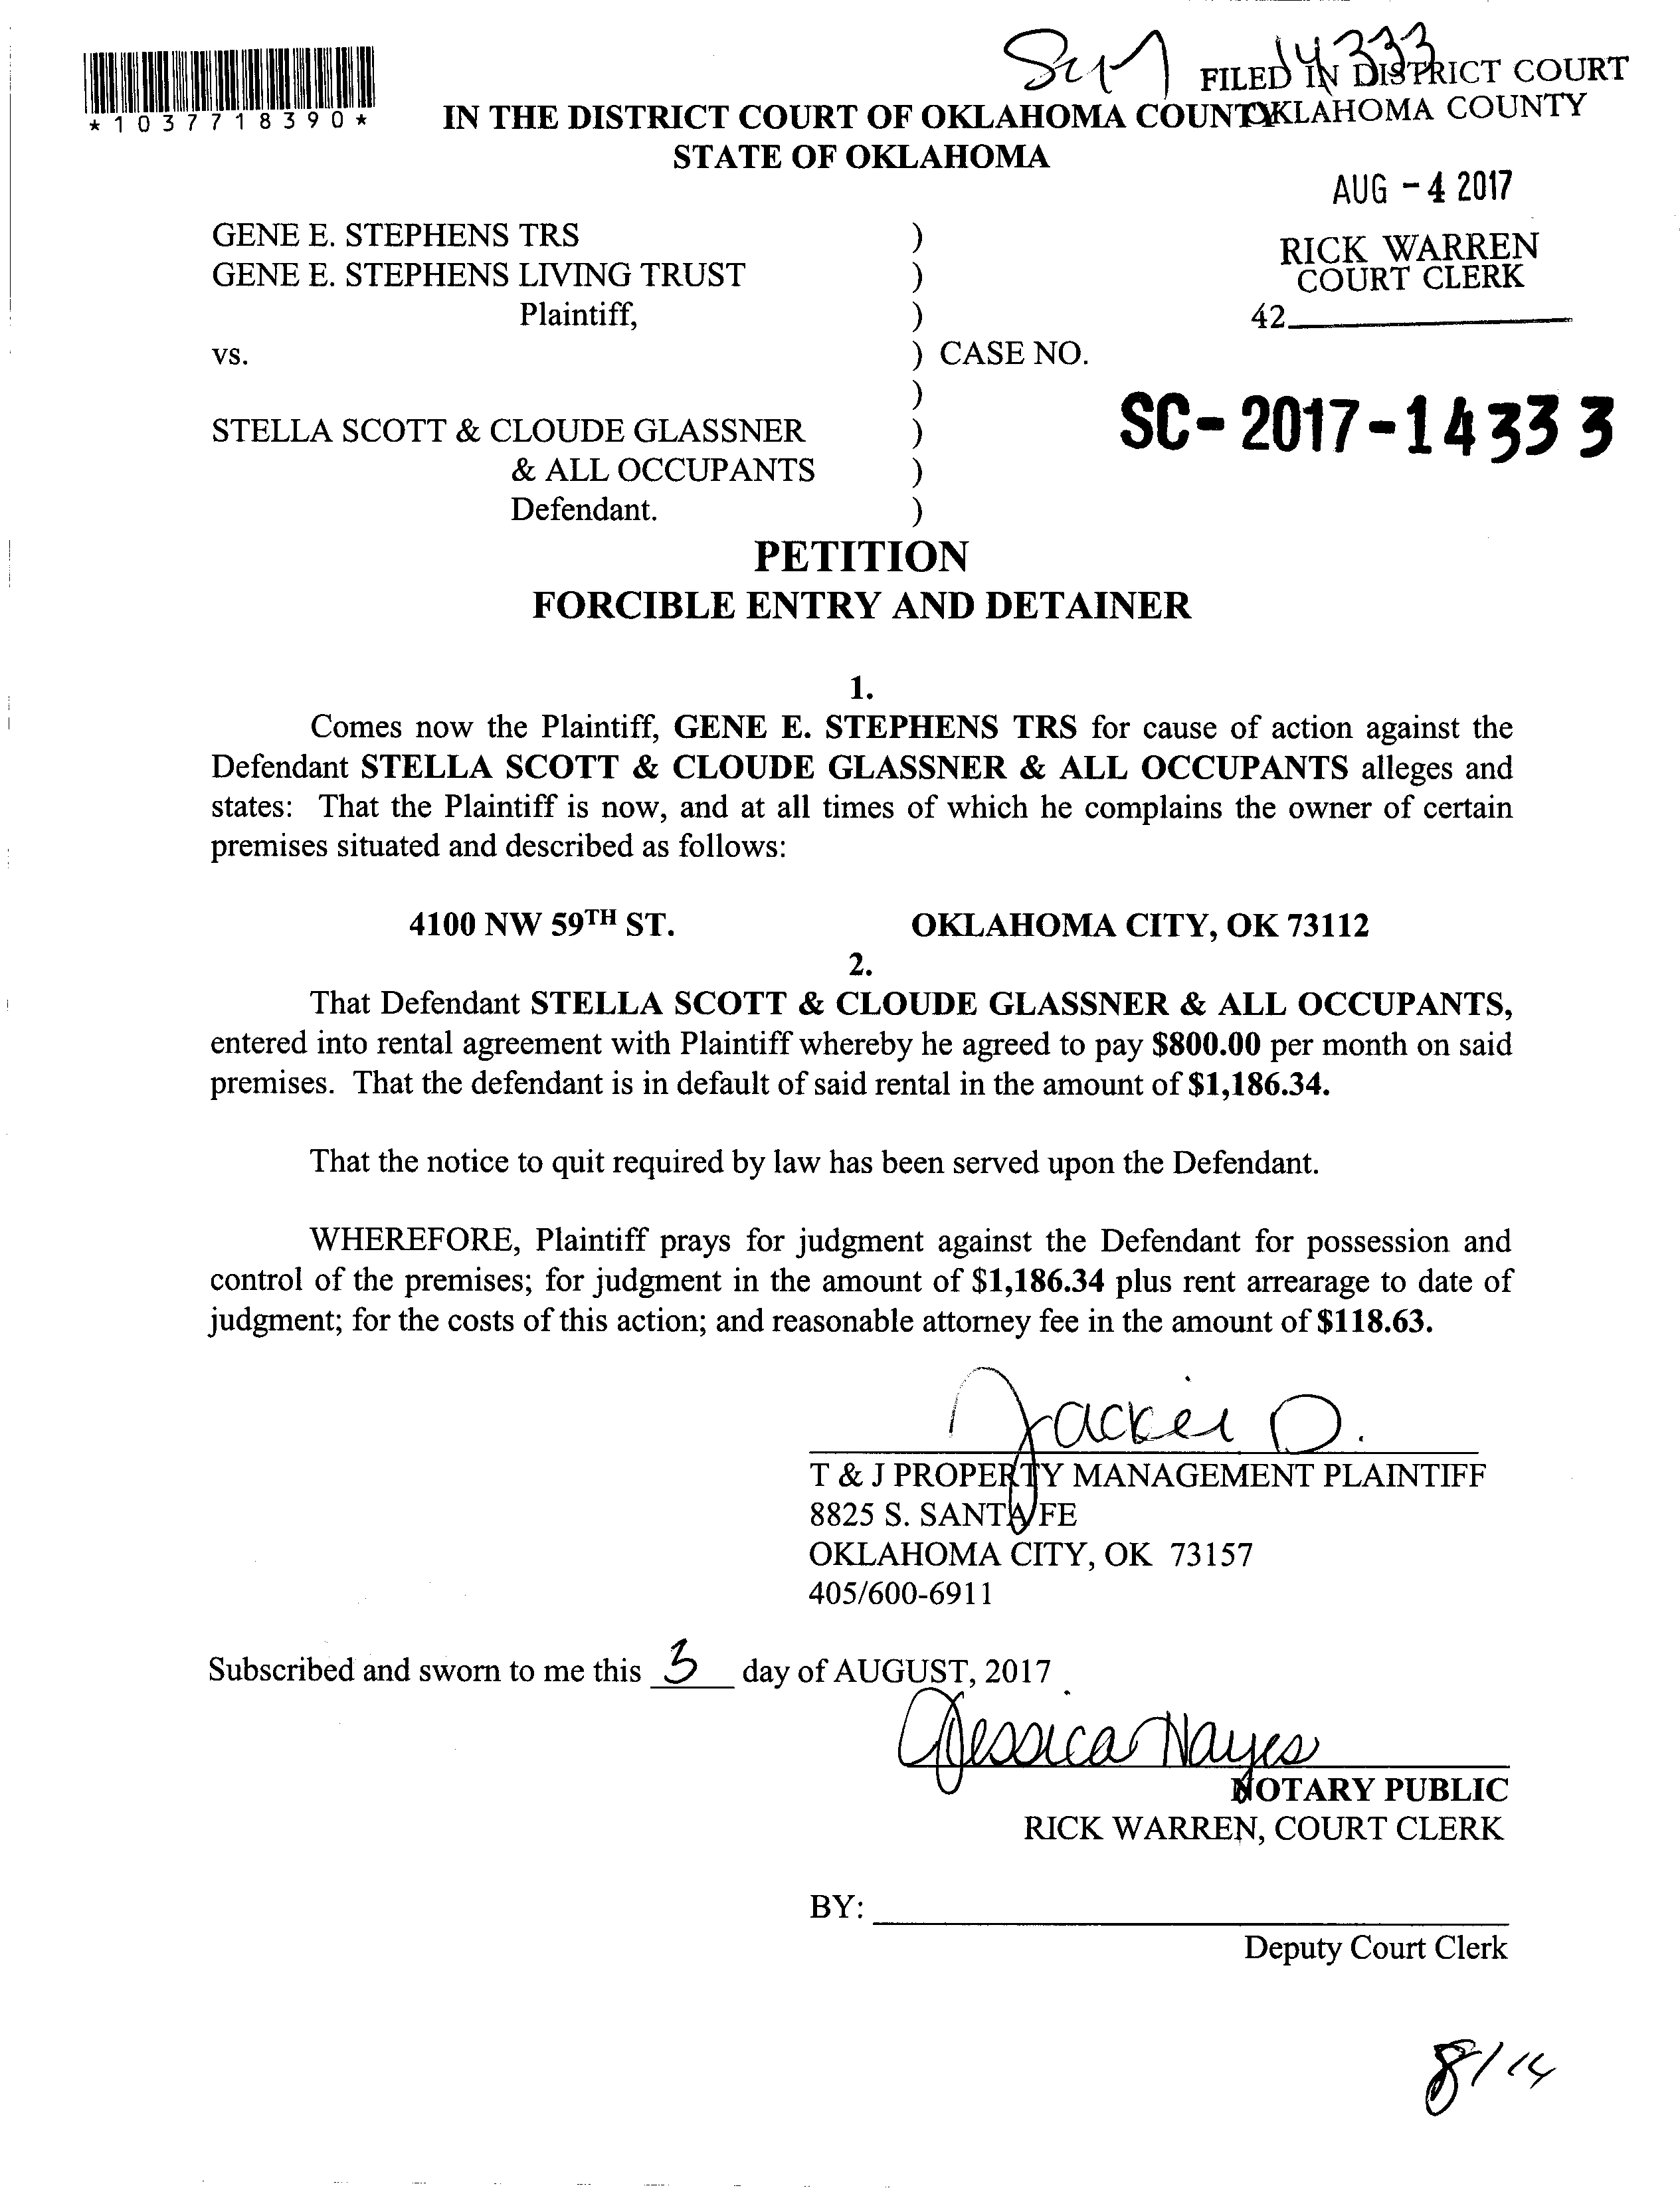 SC17 14333
FILED IN DISTRICT COURT
OKLAHOMA COUNTY
*1037718390*
IN THE DISTRICT COURT OF OKLAHOMA COUNTY
STATE OF OKLAHOMA
AUG - 4 2017
RICK WARREN
COURT CLERK
42
GENE E. STEPHENS TRS )
GENE E. STEPHENS LIVING TRUST )
Plaintiff, )
vs. ) CASE NO.
)
SC-2017-14333
STELLA SCOTT & CLOUDE GLASSNER )
& ALL OCCUPANTS )
Defendant. )
PETITION
FORCIBLE ENTRY AND DETAINER
1.
Comes now the Plaintiff, GENE E. STEPHENS TRS for cause of action against the
Defendant STELLA SCOTT & CLOUDE GLASSNER & ALL OCCUPANTS alleges and
states: That the Plaintiff is now, and at all times of which he complains the owner of certain
premises situated and described as follows:
4100 NW 59TH ST. OKLAHOMA CITY, OK 73112
2.
That Defendant STELLA SCOTT & CLOUDE GLASSNER & ALL OCCUPANTS,
entered into rental agreement with Plaintiff whereby he agreed to pay $800.00 per month on said
premises. That the defendant is in default of said rental in the amount of $1,186.34.
That the notice to quit required by law has been served upon the Defendant.
WHEREFORE, Plaintiff prays for judgment against the Defendant for possession and
control of the premises; for judgment in the amount of $1,186.34 plus rent arrearage to date of
judgment; for the costs of this action; and reasonable attorney fee in the amount of $118.63.
Jackei D.
T & J PROPERTY MANAGEMENT PLAINTIFF
8825 S. SANTA FE
OKLAHOMA CITY, OK 73157
405/600-6911
Subscribed and sworn to me this 3 day of AUGUST, 2017
Jessica Hayes
NOTARY PUBLIC
RICK WARREN, COURT CLERK
BY:
Deputy Court Clerk
8/14